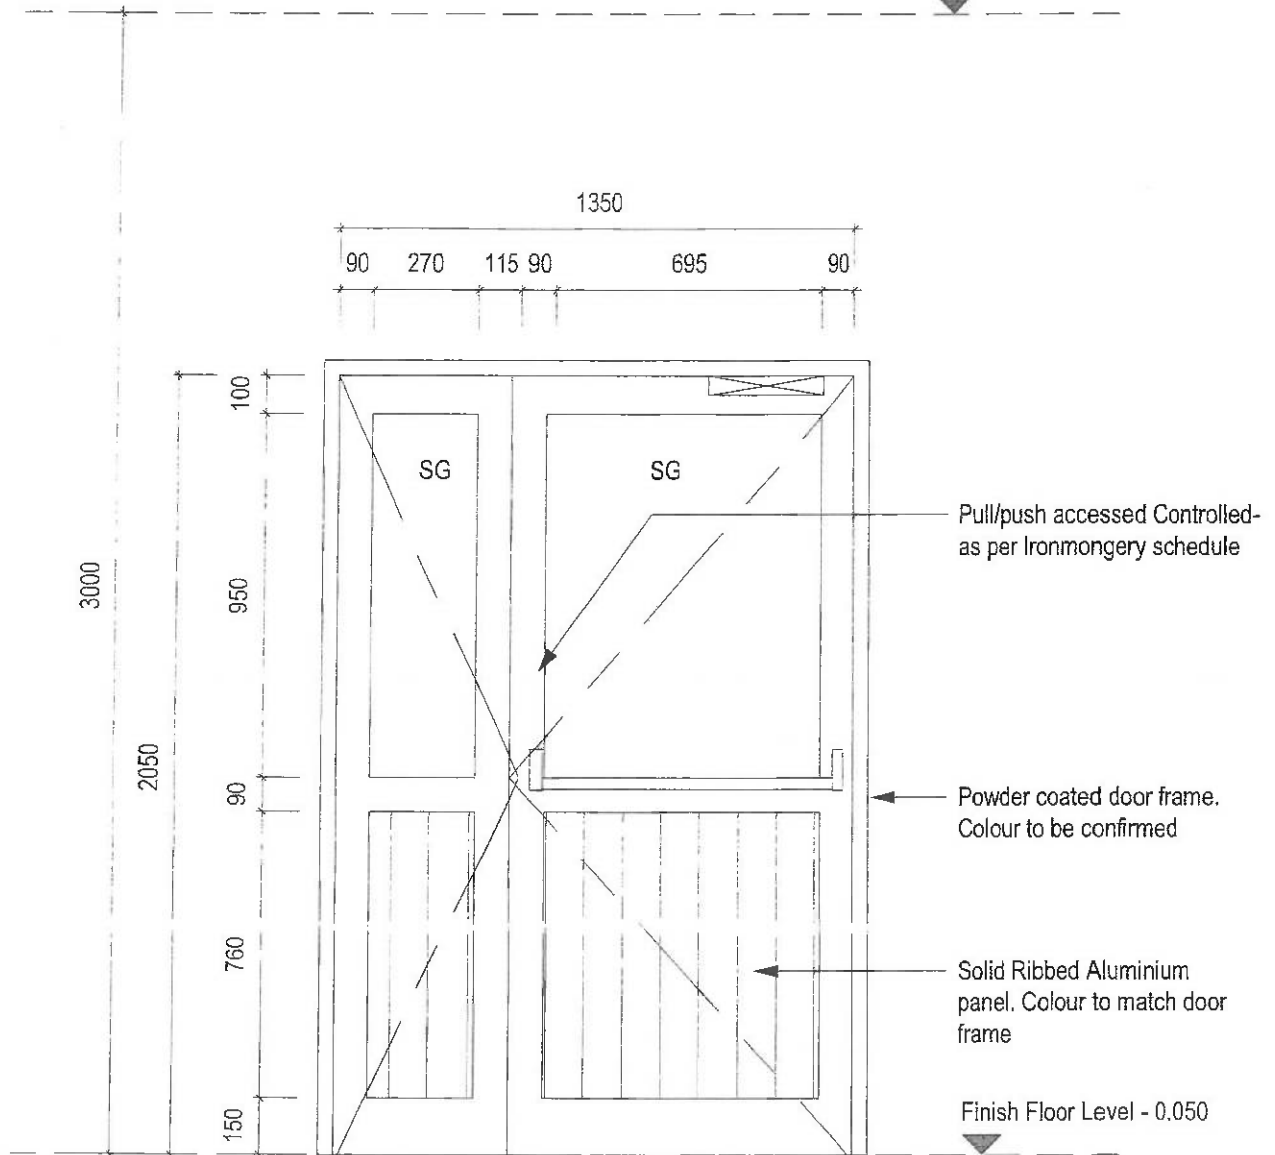 1350
90 270 115 90 695 90
100
SG SG
Pull/push accessed Controlled-
as per Ironmongery schedule
3000
950
2050
90
Powder coated door frame.
Colour to be confirmed
760
Solid Ribbed Aluminium
panel. Colour to match door
frame
150
Finish Floor Level - 0.050